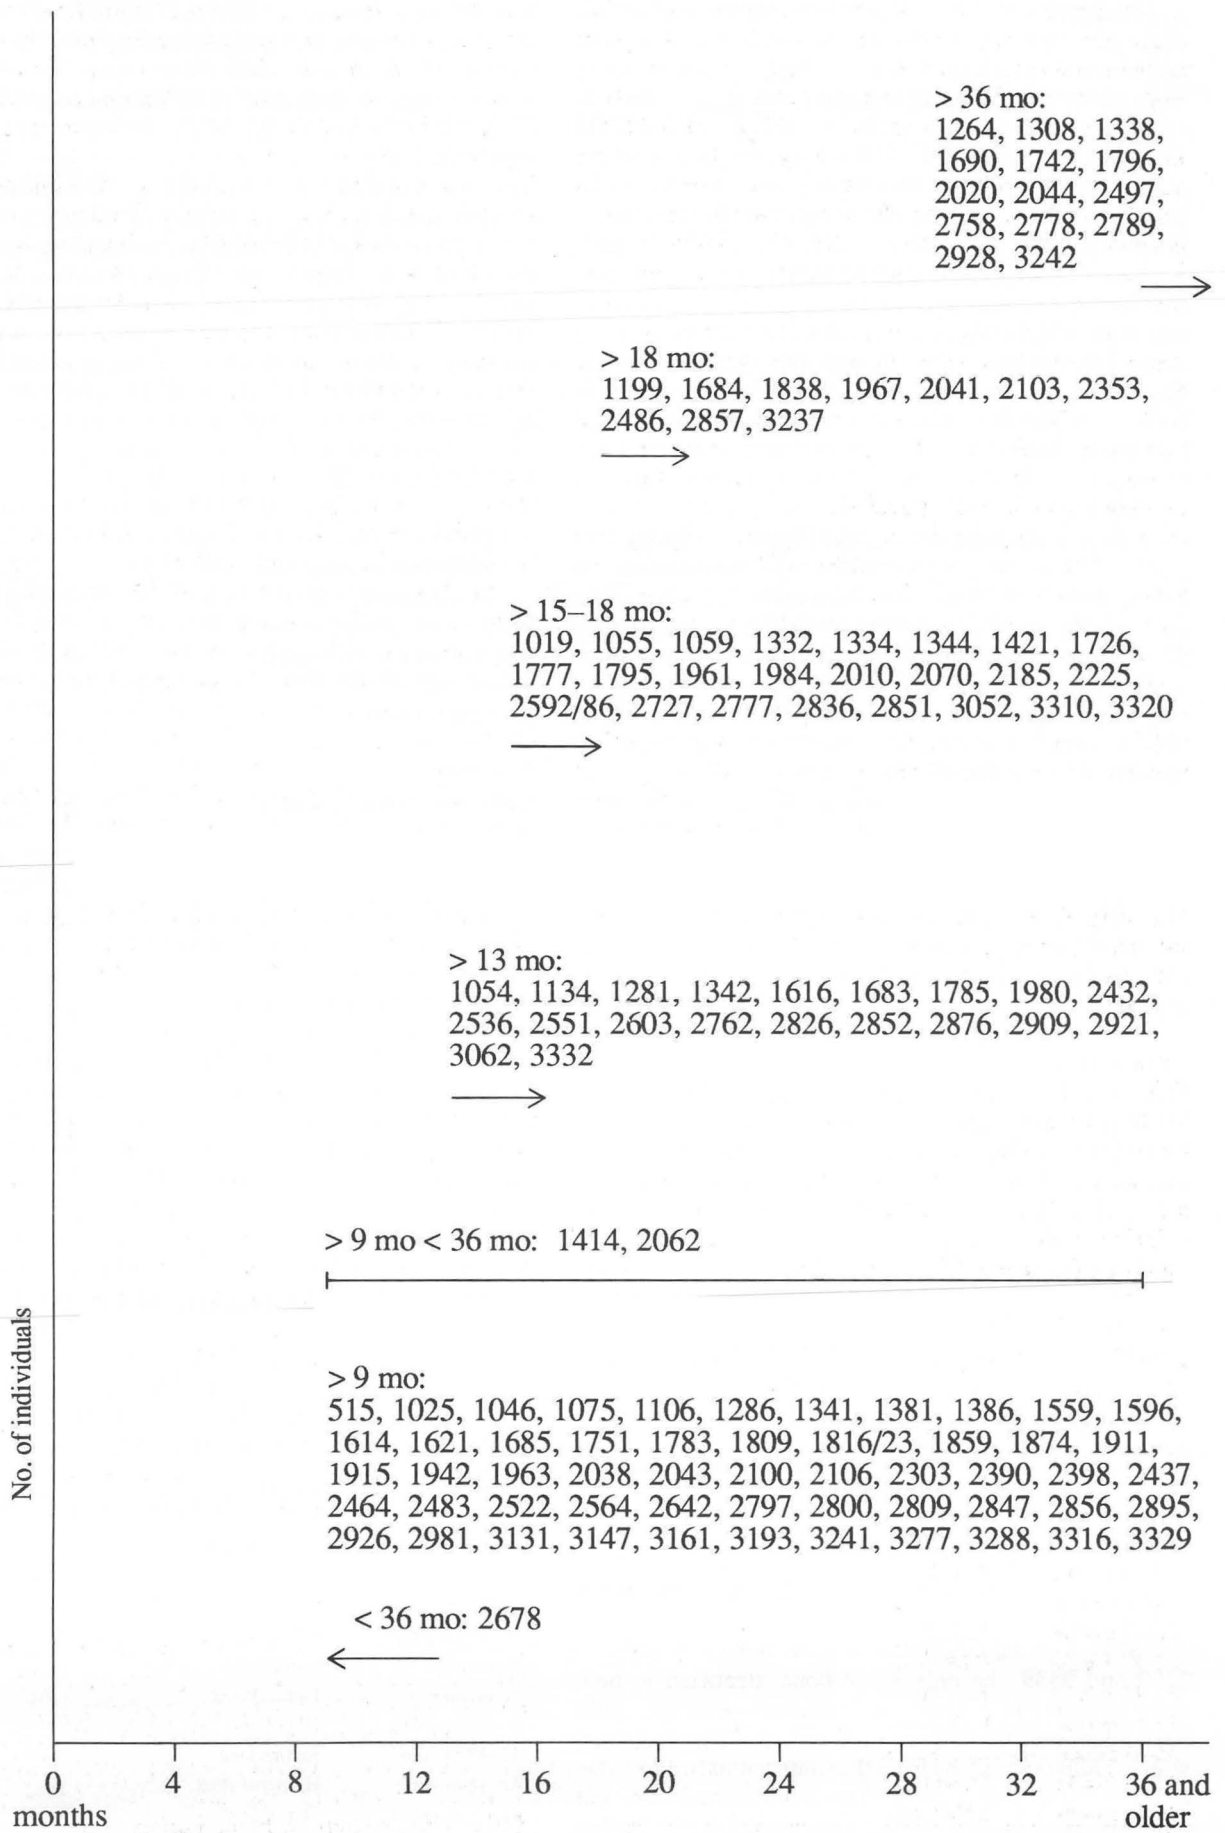 > 36 mo:
1264, 1308, 1338,
1690, 1742, 1796,
2020, 2044, 2497,
2758, 2778, 2789,
2928, 3242
> 18 mo:
1199, 1684, 1838, 1967, 2041, 2103, 2353,
2486, 2857, 3237
> 15–18 mo:
1019, 1055, 1059, 1332, 1334, 1344, 1421, 1726,
1777, 1795, 1961, 1984, 2010, 2070, 2185, 2225,
2592/86, 2727, 2777, 2836, 2851, 3052, 3310, 3320
> 13 mo:
1054, 1134, 1281, 1342, 1616, 1683, 1785, 1980, 2432,
2536, 2551, 2603, 2762, 2826, 2852, 2876, 2909, 2921,
3062, 3332
> 9 mo < 36 mo: 1414, 2062
No. of individuals
> 9 mo:
515, 1025, 1046, 1075, 1106, 1286, 1341, 1381, 1386, 1559, 1596,
1614, 1621, 1685, 1751, 1783, 1809, 1816/23, 1859, 1874, 1911,
1915, 1942, 1963, 2038, 2043, 2100, 2106, 2303, 2390, 2398, 2437,
2464, 2483, 2522, 2564, 2642, 2797, 2800, 2809, 2847, 2856, 2895,
2926, 2981, 3131, 3147, 3161, 3193, 3241, 3277, 3288, 3316, 3329
< 36 mo: 2678
0 4 8 12 16 20 24 28 32 36 and
months older